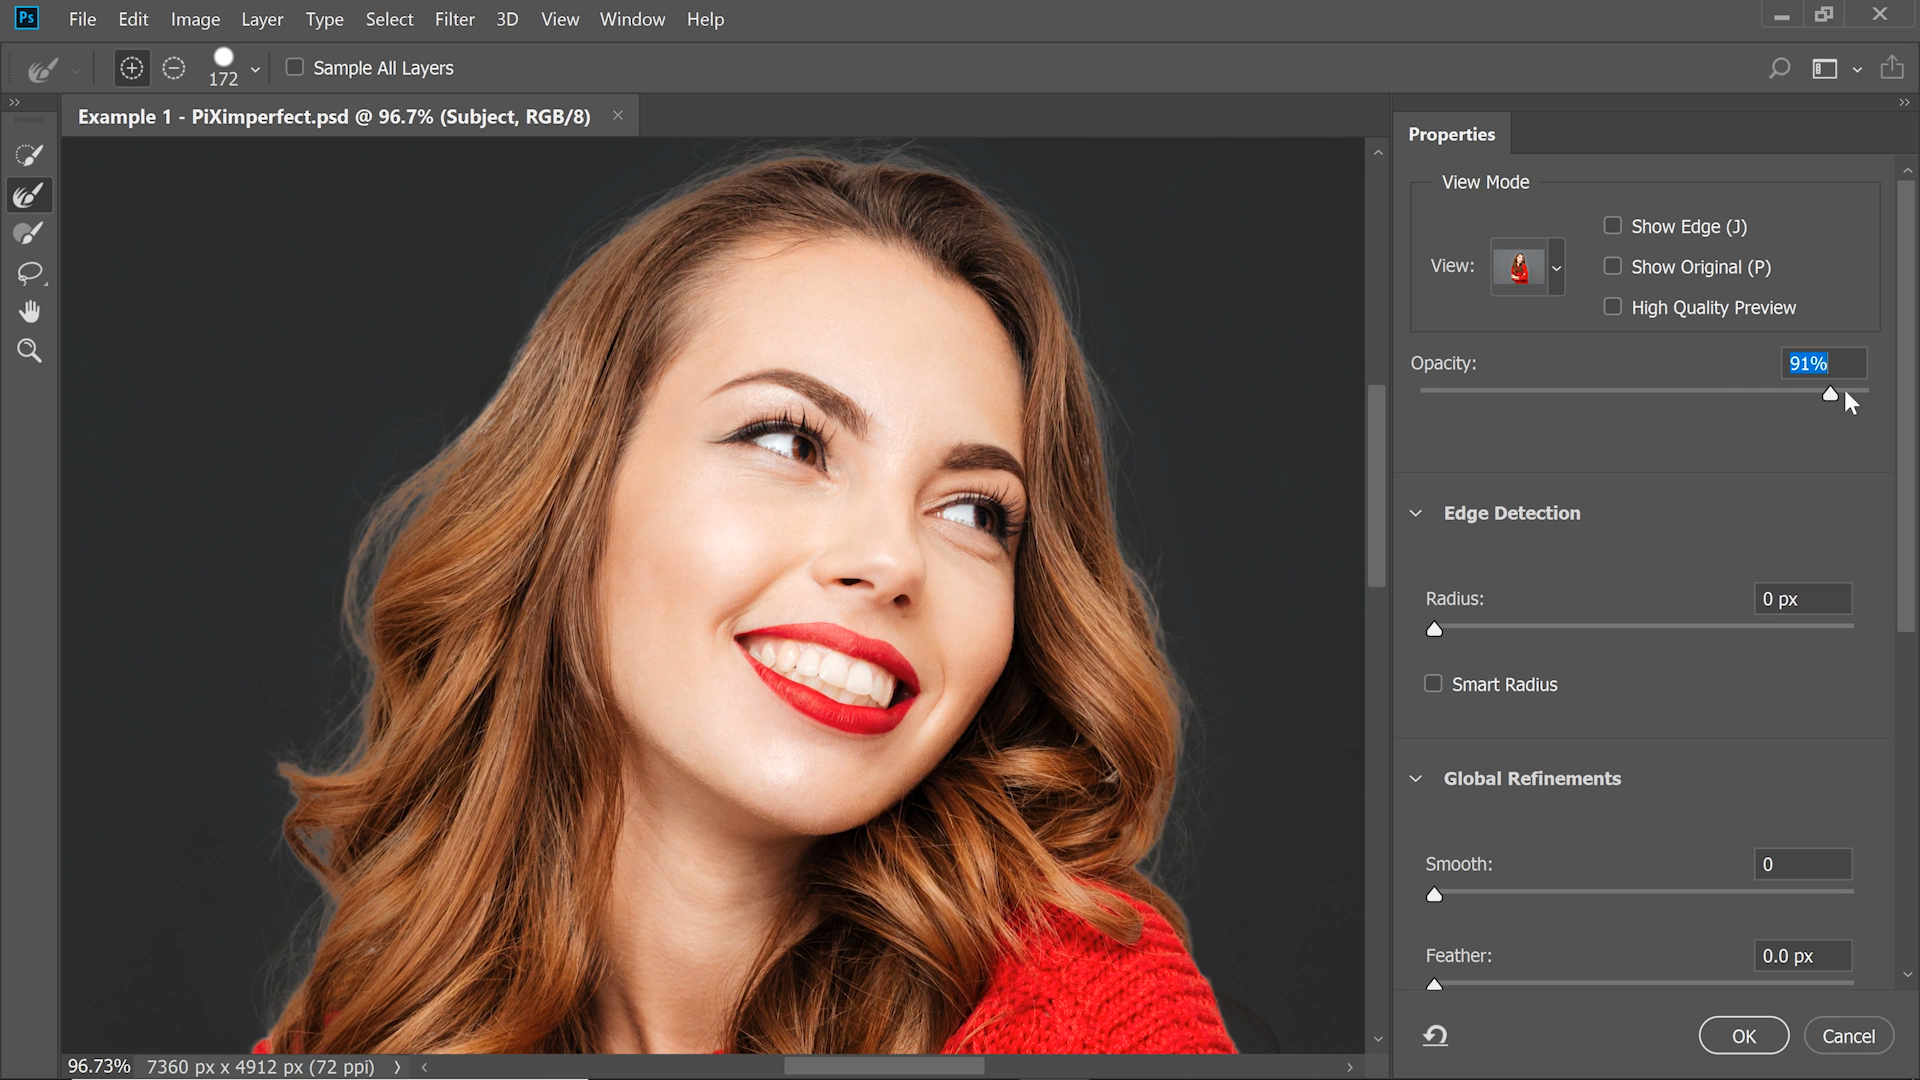 Ps File Edit Image Layer Type Select Filter 3D View Window Help
172 Sample All Layers
Example 1 - PiXimperfect.psd @ 96.7% (Subject, RGB/8) ×
Properties
View Mode
Show Edge (J)
View:
Show Original (P)
High Quality Preview
Opacity: 91%
Edge Detection
Radius: 0 px
Smart Radius
Global Refinements
Smooth: 0
Feather: 0.0 px
OK Cancel
96.73% 7360 px x 4912 px (72 ppi)